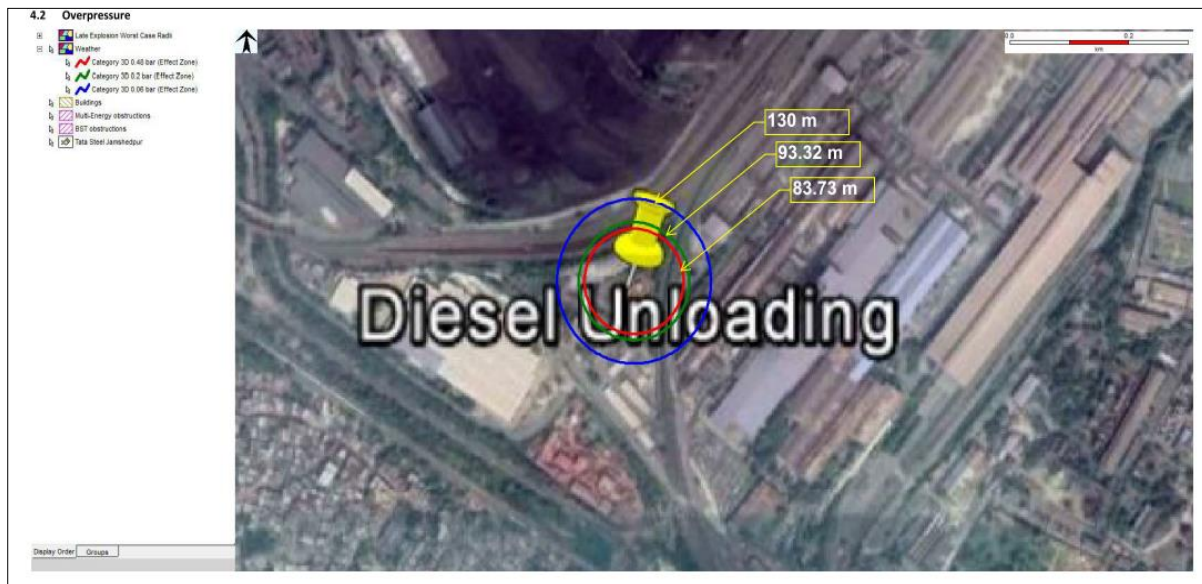 4.2 Overpressure
Late Explosion Worst Case Radii
Weather
Category 3D 0.48 bar (Effect Zone)
Category 3D 0.2 bar (Effect Zone)
Category 3D 0.06 bar (Effect Zone)
Buildings
Multi-Energy obstructions
BST obstructions
Tata Steel Jamshedpur
0.0 0.2
km
130 m
93.32 m
83.73 m
Diesel Unloading
Display Order Groups